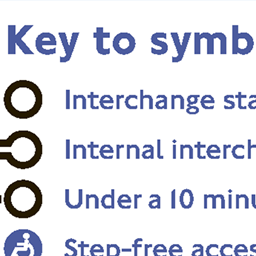 Key to symb
Interchange sta
Internal interch
Under a 10 minu
Step-free acces